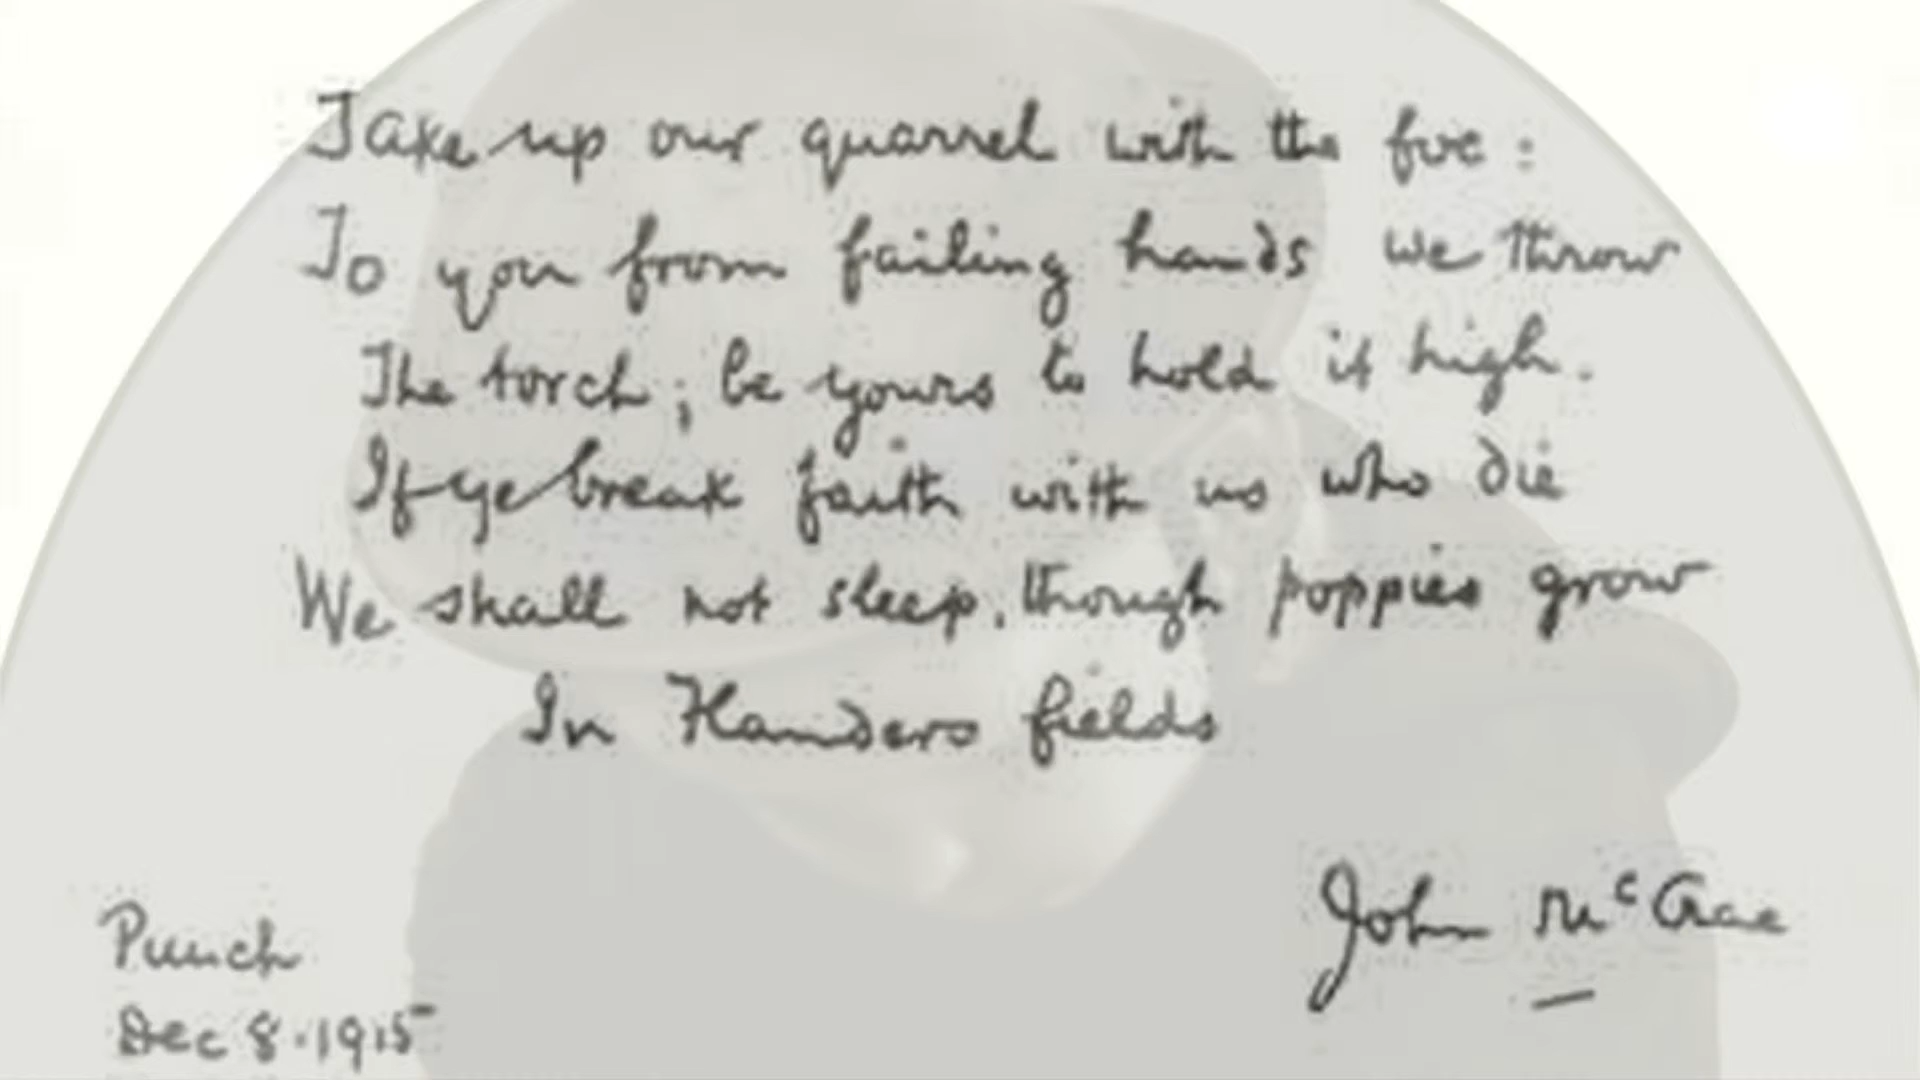 Take up our quarrel with the foe :
To you from failing hands we throw
The torch ; be yours to hold it high.
If ye break faith with us who die
We shall not sleep, though poppies grow
In Flanders fields
John McCrae
Punch
Dec 8 · 1915